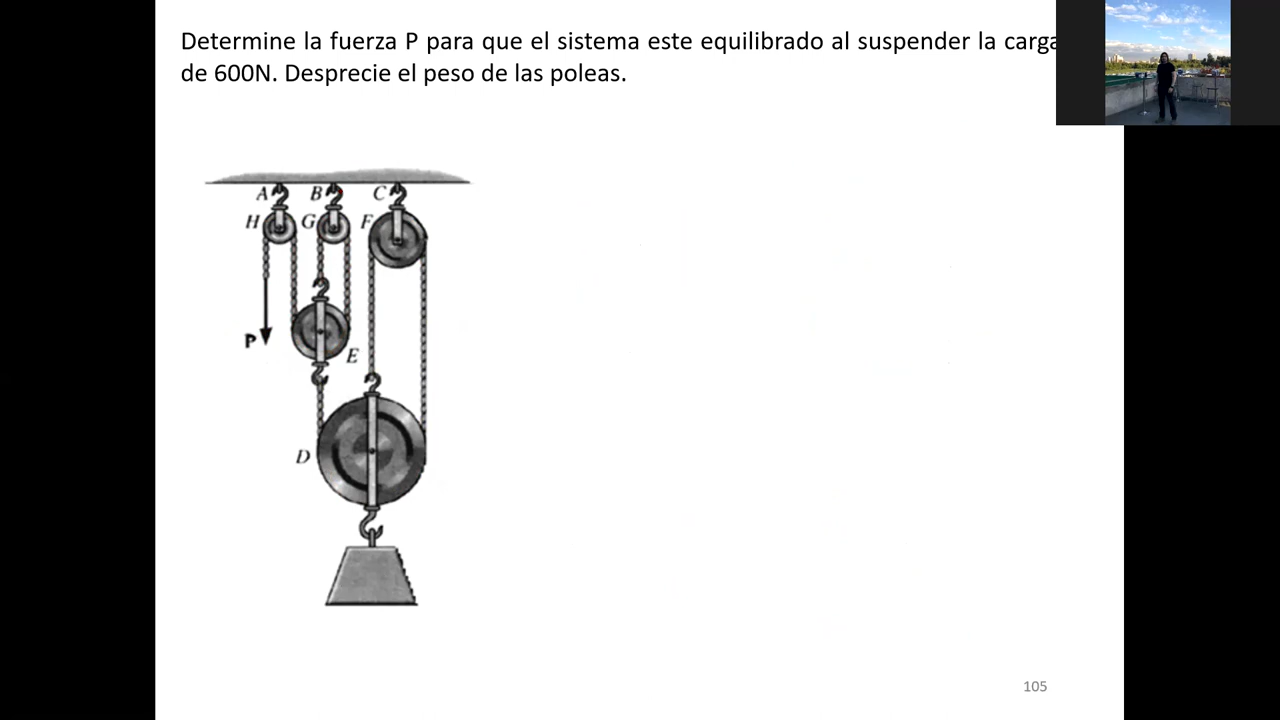 Determine la fuerza P para que el sistema este equilibrado al suspender la carga
de 600N. Desprecie el peso de las poleas.
A B C
H G F
P
E
D
105